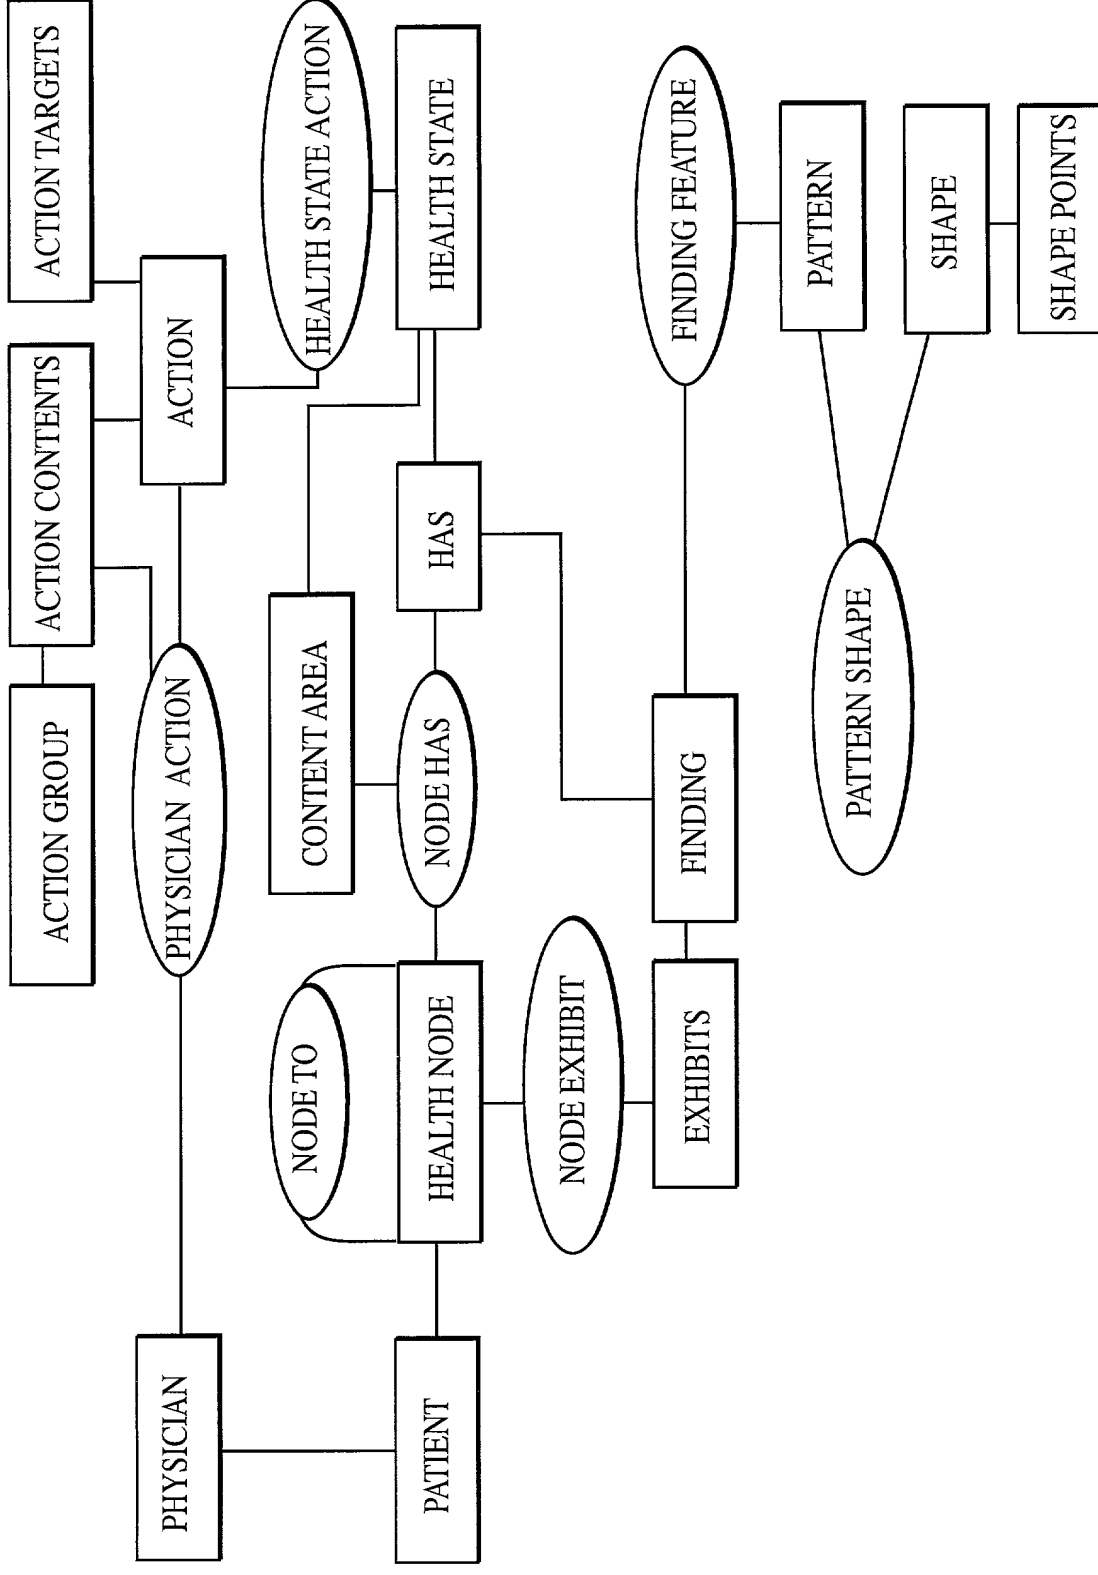 ACTION GROUP
ACTION CONTENTS
ACTION TARGETS
PHYSICIAN
PHYSICIAN ACTION
ACTION
NODE TO
CONTENT AREA
HEALTH STATE ACTION
PATIENT
HEALTH NODE
NODE HAS
HAS
HEALTH STATE
NODE EXHIBIT
EXHIBITS
FINDING
FINDING FEATURE
PATTERN
PATTERN SHAPE
SHAPE
SHAPE POINTS